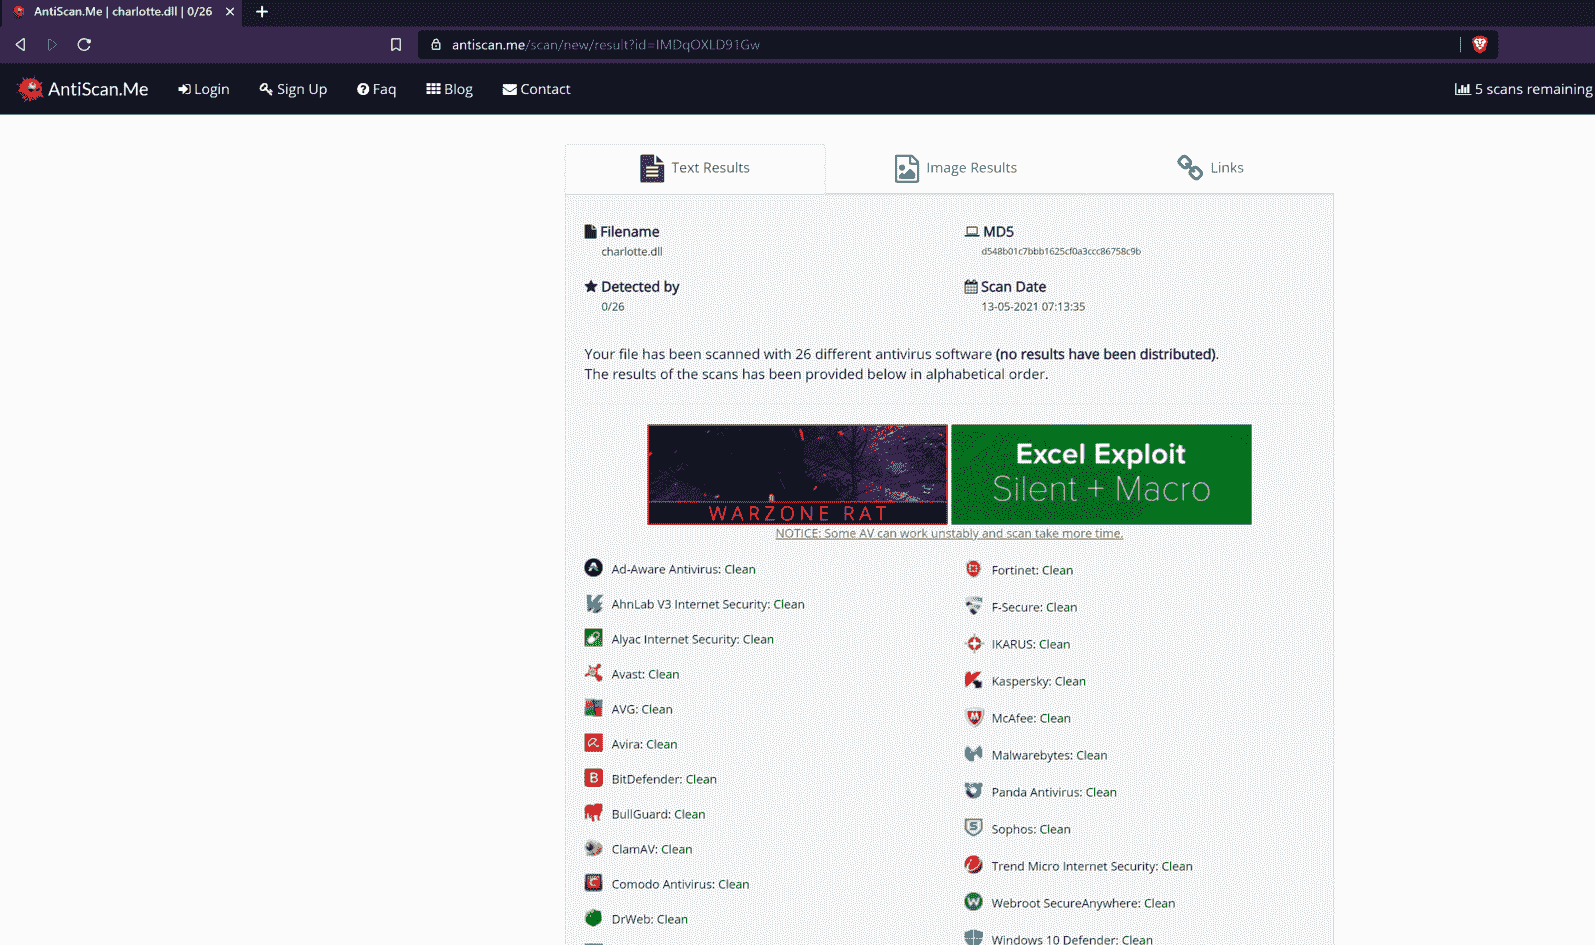 AntiScan.Me | charlotte.dll | 0/26
antiscan.me/scan/new/result?id=IMDqOXLD91Gw
AntiScan.Me Login Sign Up Faq Blog Contact 5 scans remaining
Text Results Image Results Links
Filename MD5
charlotte.dll d548b01c7bbb1625cf0a3ccc86758c9b
Detected by Scan Date
0/26 13-05-2021 07:13:35
Your file has been scanned with 26 different antivirus software (no results have been distributed).
The results of the scans has been provided below in alphabetical order.
WARZONE RAT
Excel Exploit
Silent + Macro
NOTICE: Some AV can work unstably and scan take more time.
Ad-Aware Antivirus: Clean
AhnLab V3 Internet Security: Clean
Alyac Internet Security: Clean
Avast: Clean
AVG: Clean
Avira: Clean
BitDefender: Clean
BullGuard: Clean
ClamAV: Clean
Comodo Antivirus: Clean
DrWeb: Clean
Fortinet: Clean
F-Secure: Clean
IKARUS: Clean
Kaspersky: Clean
McAfee: Clean
Malwarebytes: Clean
Panda Antivirus: Clean
Sophos: Clean
Trend Micro Internet Security: Clean
Webroot SecureAnywhere: Clean
Windows 10 Defender: Clean